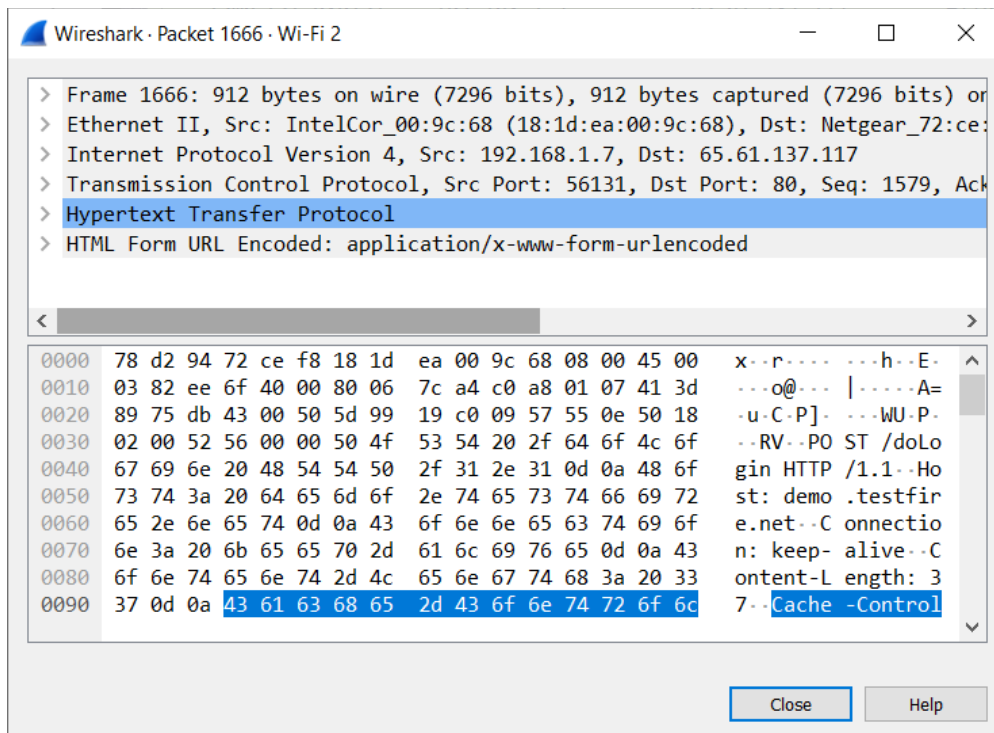 Wireshark · Packet 1666 · Wi-Fi 2
> Frame 1666: 912 bytes on wire (7296 bits), 912 bytes captured (7296 bits) or
> Ethernet II, Src: IntelCor_00:9c:68 (18:1d:ea:00:9c:68), Dst: Netgear_72:ce:
> Internet Protocol Version 4, Src: 192.168.1.7, Dst: 65.61.137.117
> Transmission Control Protocol, Src Port: 56131, Dst Port: 80, Seq: 1579, Ack
> Hypertext Transfer Protocol
> HTML Form URL Encoded: application/x-www-form-urlencoded
0000 78 d2 94 72 ce f8 18 1d ea 00 9c 68 08 00 45 00 x··r···· ···h··E·
0010 03 82 ee 6f 40 00 80 06 7c a4 c0 a8 01 07 41 3d ···o@··· |·····A=
0020 89 75 db 43 00 50 5d 99 19 c0 09 57 55 0e 50 18 ·u·C·P]· ···WU·P·
0030 02 00 52 56 00 00 50 4f 53 54 20 2f 64 6f 4c 6f ··RV··PO ST /doLo
0040 67 69 6e 20 48 54 54 50 2f 31 2e 31 0d 0a 48 6f gin HTTP /1.1··Ho
0050 73 74 3a 20 64 65 6d 6f 2e 74 65 73 74 66 69 72 st: demo .testfir
0060 65 2e 6e 65 74 0d 0a 43 6f 6e 6e 65 63 74 69 6f e.net··C onnectio
0070 6e 3a 20 6b 65 65 70 2d 61 6c 69 76 65 0d 0a 43 n: keep- alive··C
0080 6f 6e 74 65 6e 74 2d 4c 65 6e 67 74 68 3a 20 33 ontent-L ength: 3
0090 37 0d 0a 43 61 63 68 65 2d 43 6f 6e 74 72 6f 6c 7··Cache -Control
Close Help